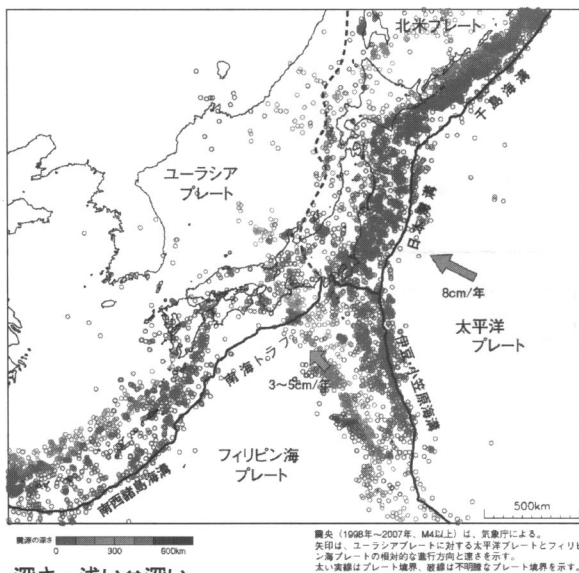 北米プレート
千島海溝
ユーラシア
プレート
日本海溝
8cm/年
太平洋
プレート
南海トラフ
3〜5cm/年
伊豆・小笠原海溝
フィリピン海
プレート
南西諸島海溝
500km
震源の深さ
0 300 600km
震央（1998年〜2007年、M4以上）は、気象庁による。
矢印は、ユーラシアプレートに対する太平洋プレートとフィリピ
ン海プレートの相対的な進行方向と速さを示す。
太い実線はプレート境界、破線は不明瞭なプレート境界を示す。